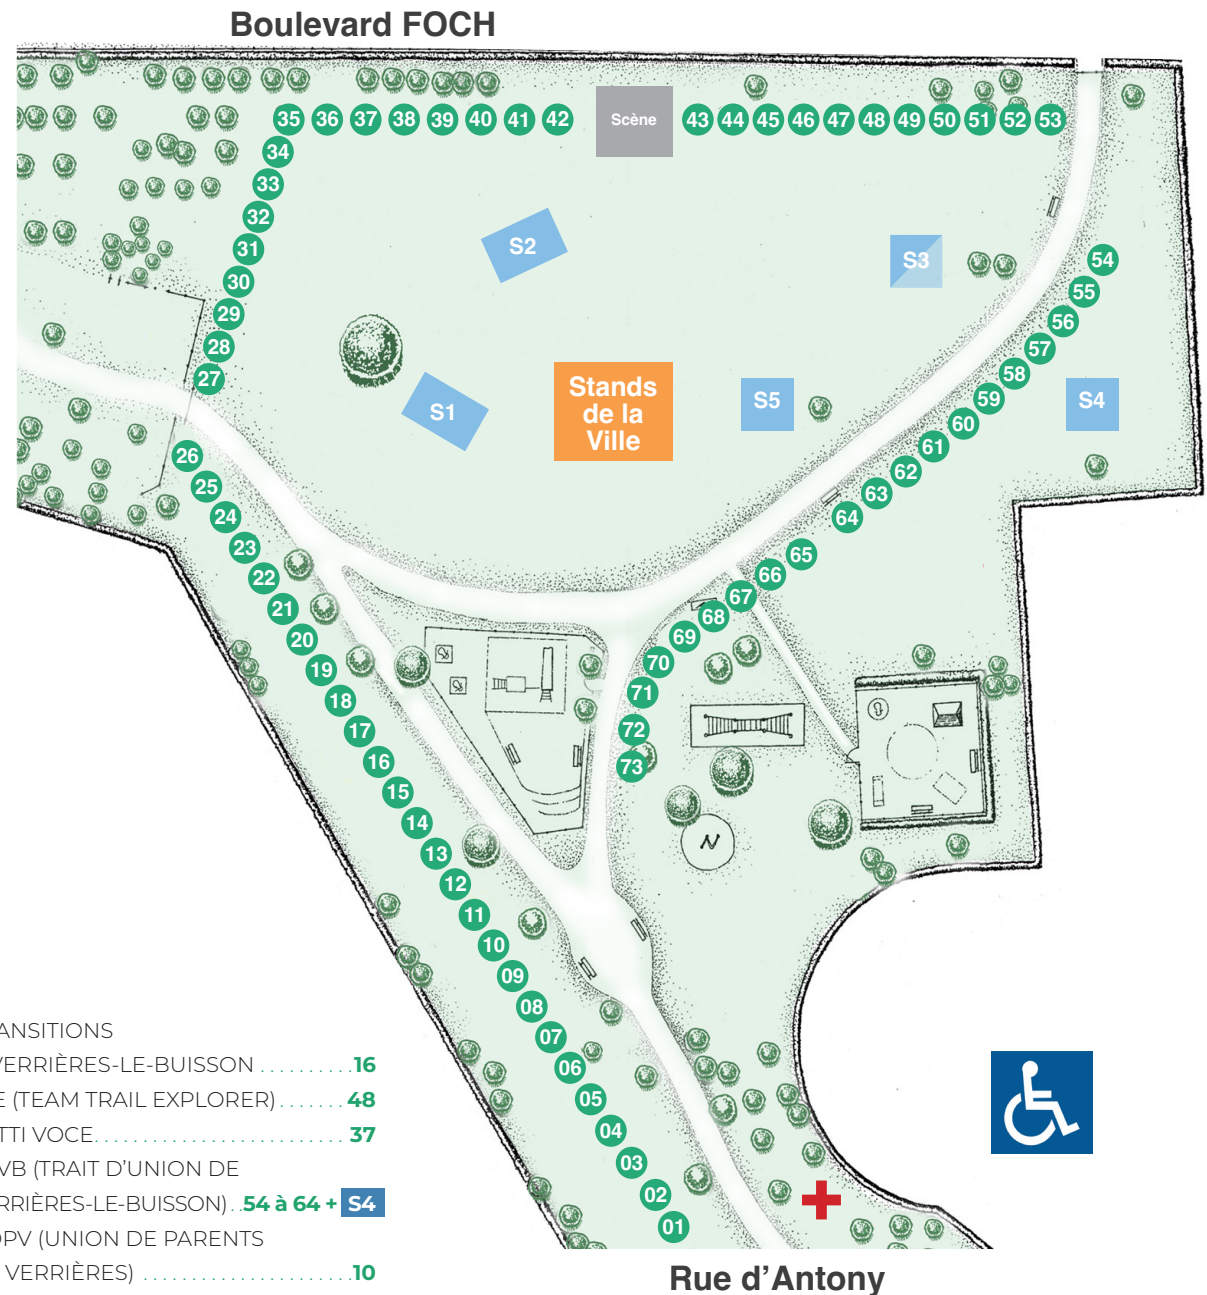 Boulevard FOCH
35 36 37 38 39 40 41 42 Scène 43 44 45 46 47 48 49 50 51 52 53
34
33
32
31
30
29
28
27
S2
S3
S1
Stands
de la
Ville
S5
S4
54
55
56
57
58
59
60
61
62
63
64
65
66
67
68
69
70
71
72
73
26
25
24
23
22
21
20
19
18
17
16
15
14
13
12
11
10
09
08
07
06
05
04
03
02
01
ANSITIONS
VERRIÈRES-LE-BUISSON ..........16
E (TEAM TRAIL EXPLORER).......48
TTI VOCE..........................37
VB (TRAIT D'UNION DE
RRIÈRES-LE-BUISSON)..54 à 64 + S4
PV (UNION DE PARENTS
VERRIÈRES) .....................10
Rue d'Antony